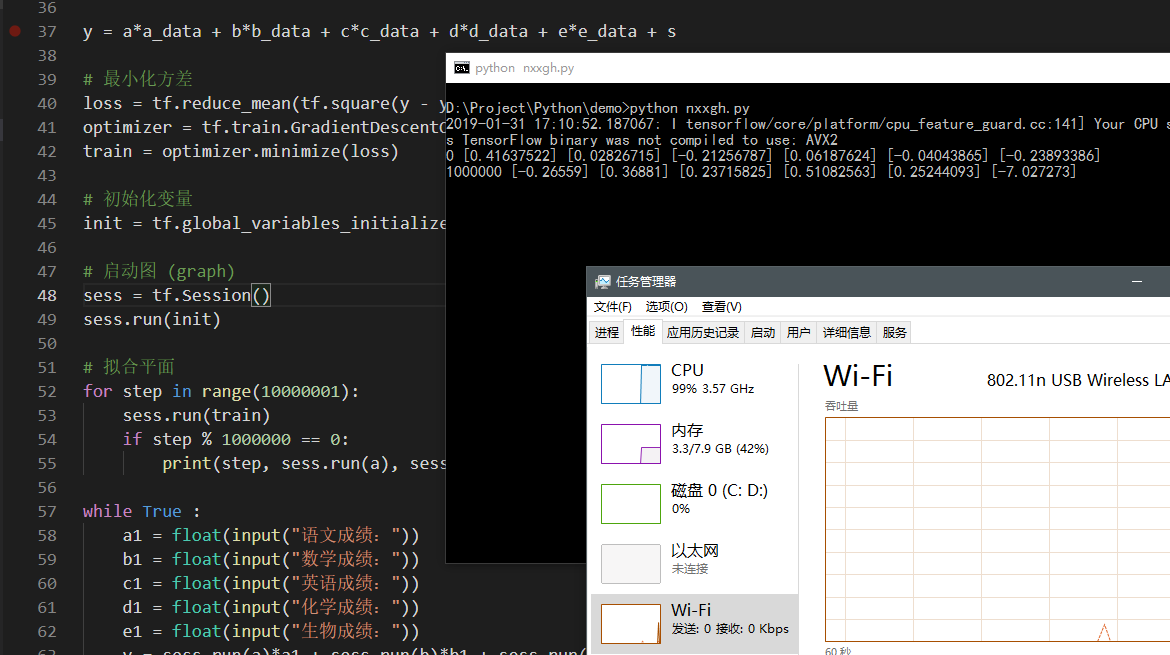 36
37 y = a*a_data + b*b_data + c*c_data + d*d_data + e*e_data + s
38
39 # 最小化方差
40 loss = tf.reduce_mean(tf.square(y - y
41 optimizer = tf.train.GradientDescentO
42 train = optimizer.minimize(loss)
43
44 # 初始化变量
45 init = tf.global_variables_initialize
46
47 # 启动图 (graph)
48 sess = tf.Session()
49 sess.run(init)
50
51 # 拟合平面
52 for step in range(10000001):
53 sess.run(train)
54 if step % 1000000 == 0:
55 print(step, sess.run(a), sess
56
57 while True :
58 a1 = float(input("语文成绩: "))
59 b1 = float(input("数学成绩: "))
60 c1 = float(input("英语成绩: "))
61 d1 = float(input("化学成绩: "))
62 e1 = float(input("生物成绩: "))
63 y = sess.run(a)*a1 + sess.run(b)*b1 + sess.run(
python nxxgh.py
D:\Project\Python\demo>python nxxgh.py
2019-01-31 17:10:52.187067: I tensorflow/core/platform/cpu_feature_guard.cc:141] Your CPU s
s TensorFlow binary was not compiled to use: AVX2
0 [0.41637522] [0.02826715] [-0.21256787] [0.06187624] [-0.04043865] [-0.23893386]
1000000 [-0.26559] [0.36881] [0.23715825] [0.51082563] [0.25244093] [-7.027273]
任务管理器
文件(F) 选项(O) 查看(V)
进程 性能 应用历史记录 启动 用户 详细信息 服务
CPU
99% 3.57 GHz
内存
3.3/7.9 GB (42%)
磁盘 0 (C: D:)
0%
以太网
未连接
Wi-Fi
发送: 0 接收: 0 Kbps
Wi-Fi
802.11n USB Wireless LA
吞吐量
60 秒